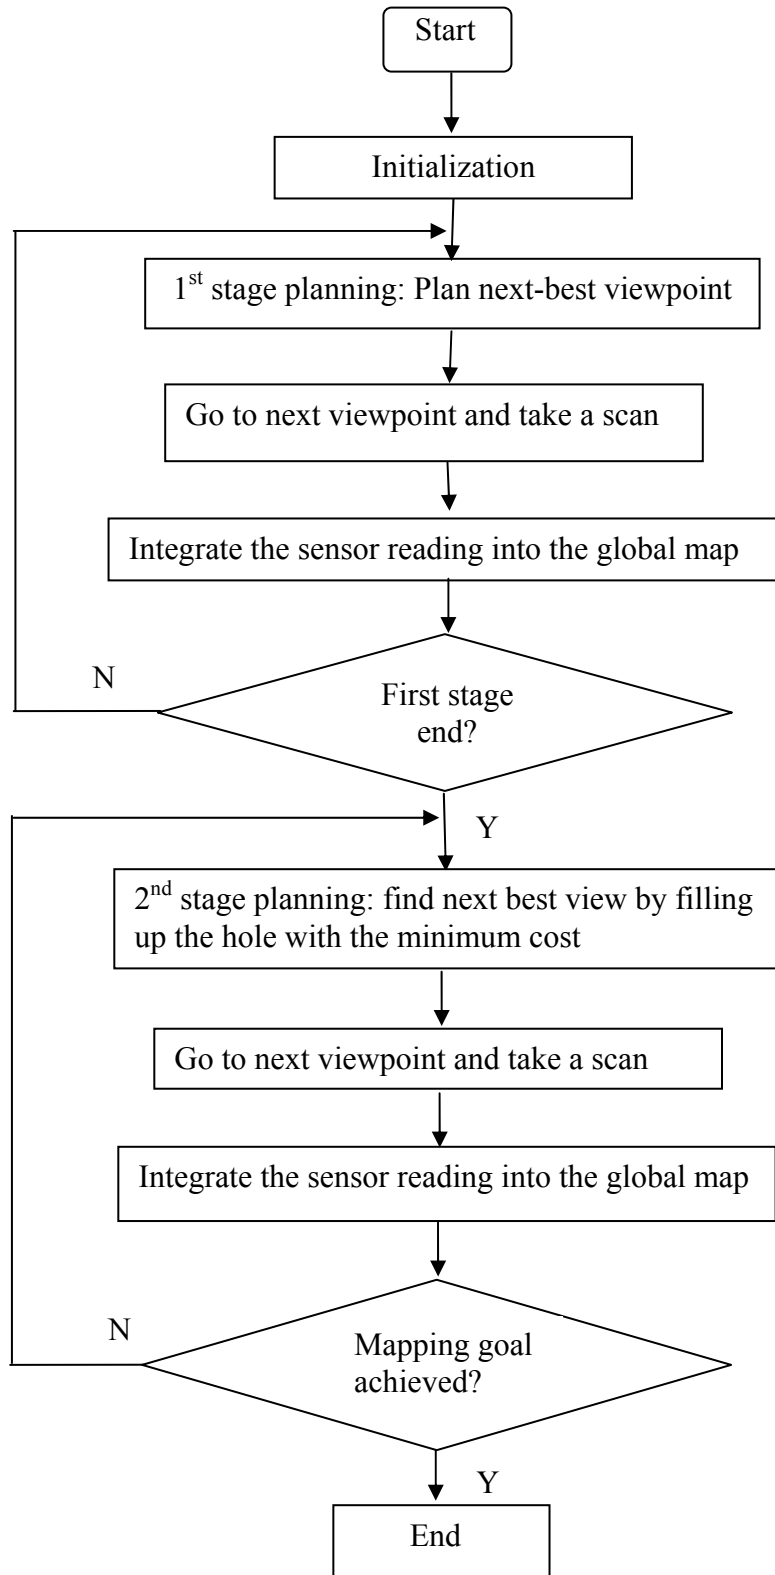 Start
Initialization
1st stage planning: Plan next-best viewpoint
Go to next viewpoint and take a scan
Integrate the sensor reading into the global map
N
First stage
end?
Y
2nd stage planning: find next best view by filling
up the hole with the minimum cost
Go to next viewpoint and take a scan
Integrate the sensor reading into the global map
N
Mapping goal
achieved?
Y
End